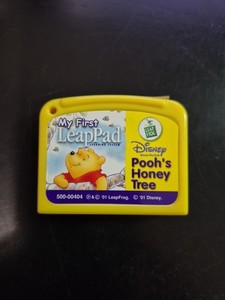 My First
LeapPad
LEAP FROG
Disney
Pooh's
Honey
Tree
500-00404 ℗ & © '01 LeapFrog. © '01 Disney.